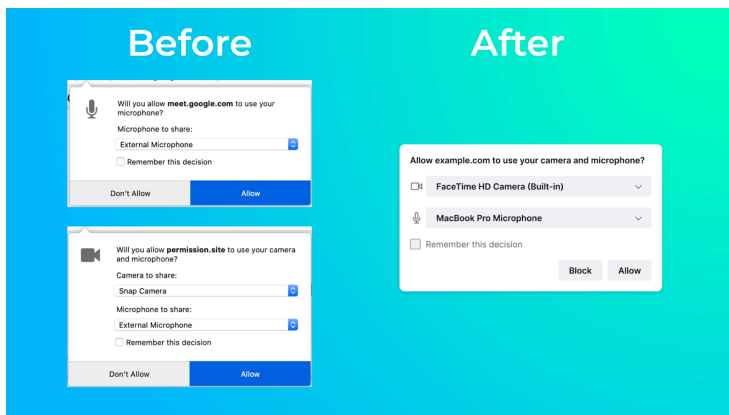 Before
After
Will you allow meet.google.com to use your
microphone?
Microphone to share:
External Microphone
Remember this decision
Don't Allow
Allow
Will you allow permission.site to use your camera
and microphone?
Camera to share:
Snap Camera
Microphone to share:
External Microphone
Remember this decision
Don't Allow
Allow
Allow example.com to use your camera and microphone?
FaceTime HD Camera (Built-in)
MacBook Pro Microphone
Remember this decision
Block
Allow